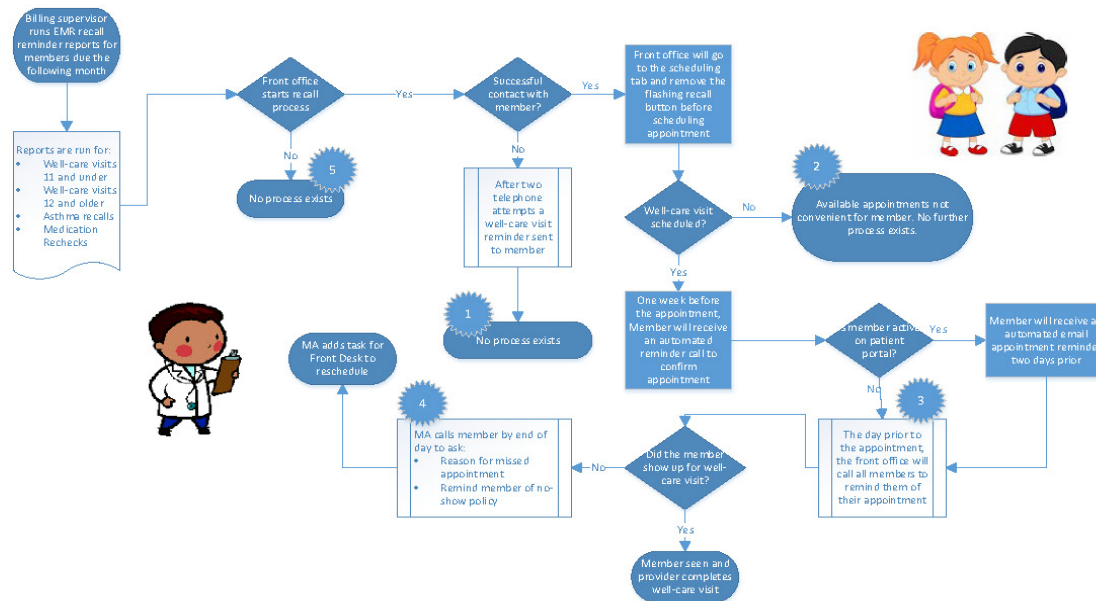 Billing supervisor
runs EMR recall
reminder reports for
members due the
following month
Reports are run for:
• Well-care visits
11 and under
• Well-care visits
12 and older
• Asthma recalls
• Medication
Rechecks
Front office
starts recall
process
Yes
No
5
No process exists
Successful
contact with
member?
Yes
No
After two
telephone
attempts a
well-care visit
reminder sent
to member
1
No process exists
Front office will go
to the scheduling
tab and remove the
flashing recall
button before
scheduling
appointment
Well-care visit
scheduled?
No
2
Available appointments not
convenient for member. No further
process exists.
Yes
One week before
the appointment,
Member will receive
an automated
reminder call to
confirm
appointment
Is member active
on patient
portal?
Yes
Member will receive an
automated email
appointment reminder
two days prior
No
3
The day prior to
the appointment,
the front office will
call all members to
remind them of
their appointment
Did the member
show up for well-
care visit?
No
4
MA calls member by end of
day to ask:
• Reason for missed
appointment
• Remind member of no-
show policy
MA adds task for
Front Desk to
reschedule
Yes
Member seen and
provider completes
well-care visit